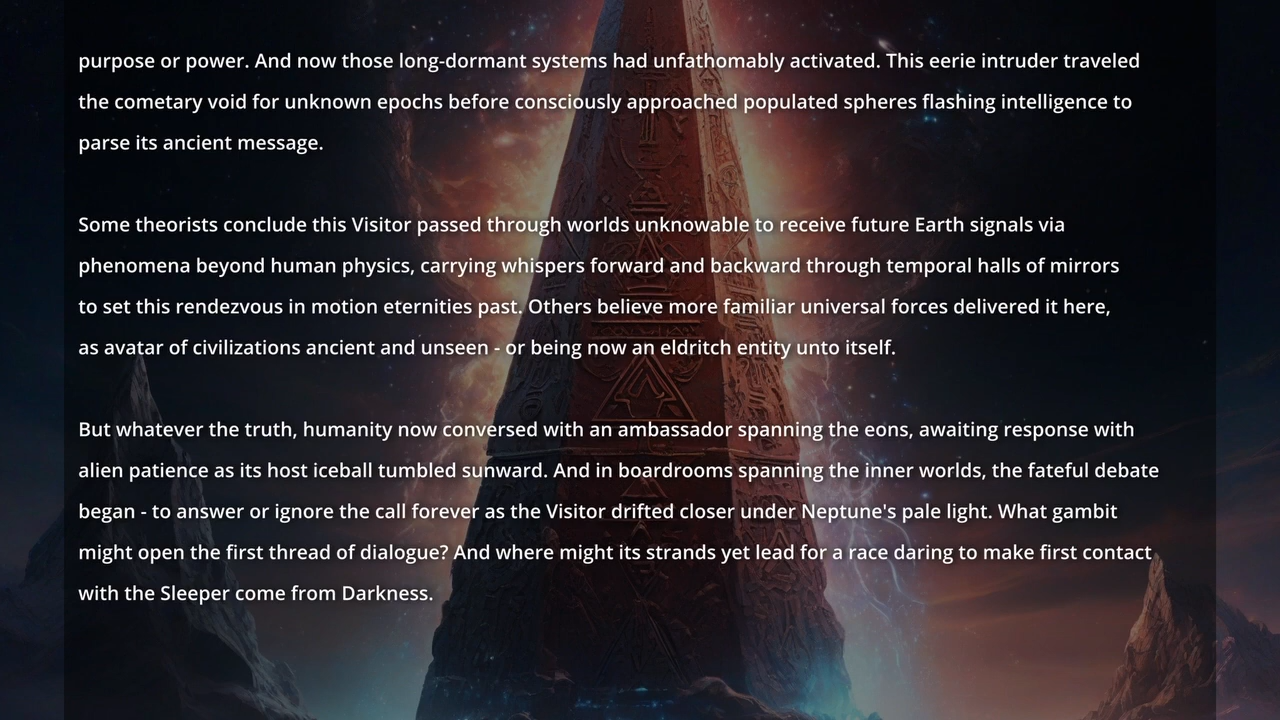 purpose or power. And now those long-dormant systems had unfathomably activated. This eerie intruder traveled
the cometary void for unknown epochs before consciously approached populated spheres flashing intelligence to
parse its ancient message.
Some theorists conclude this Visitor passed through worlds unknowable to receive future Earth signals via
phenomena beyond human physics, carrying whispers forward and backward through temporal halls of mirrors
to set this rendezvous in motion eternities past. Others believe more familiar universal forces delivered it here,
as avatar of civilizations ancient and unseen - or being now an eldritch entity unto itself.
But whatever the truth, humanity now conversed with an ambassador spanning the eons, awaiting response with
alien patience as its host iceball tumbled sunward. And in boardrooms spanning the inner worlds, the fateful debate
began - to answer or ignore the call forever as the Visitor drifted closer under Neptune's pale light. What gambit
might open the first thread of dialogue? And where might its strands yet lead for a race daring to make first contact
with the Sleeper come from Darkness.